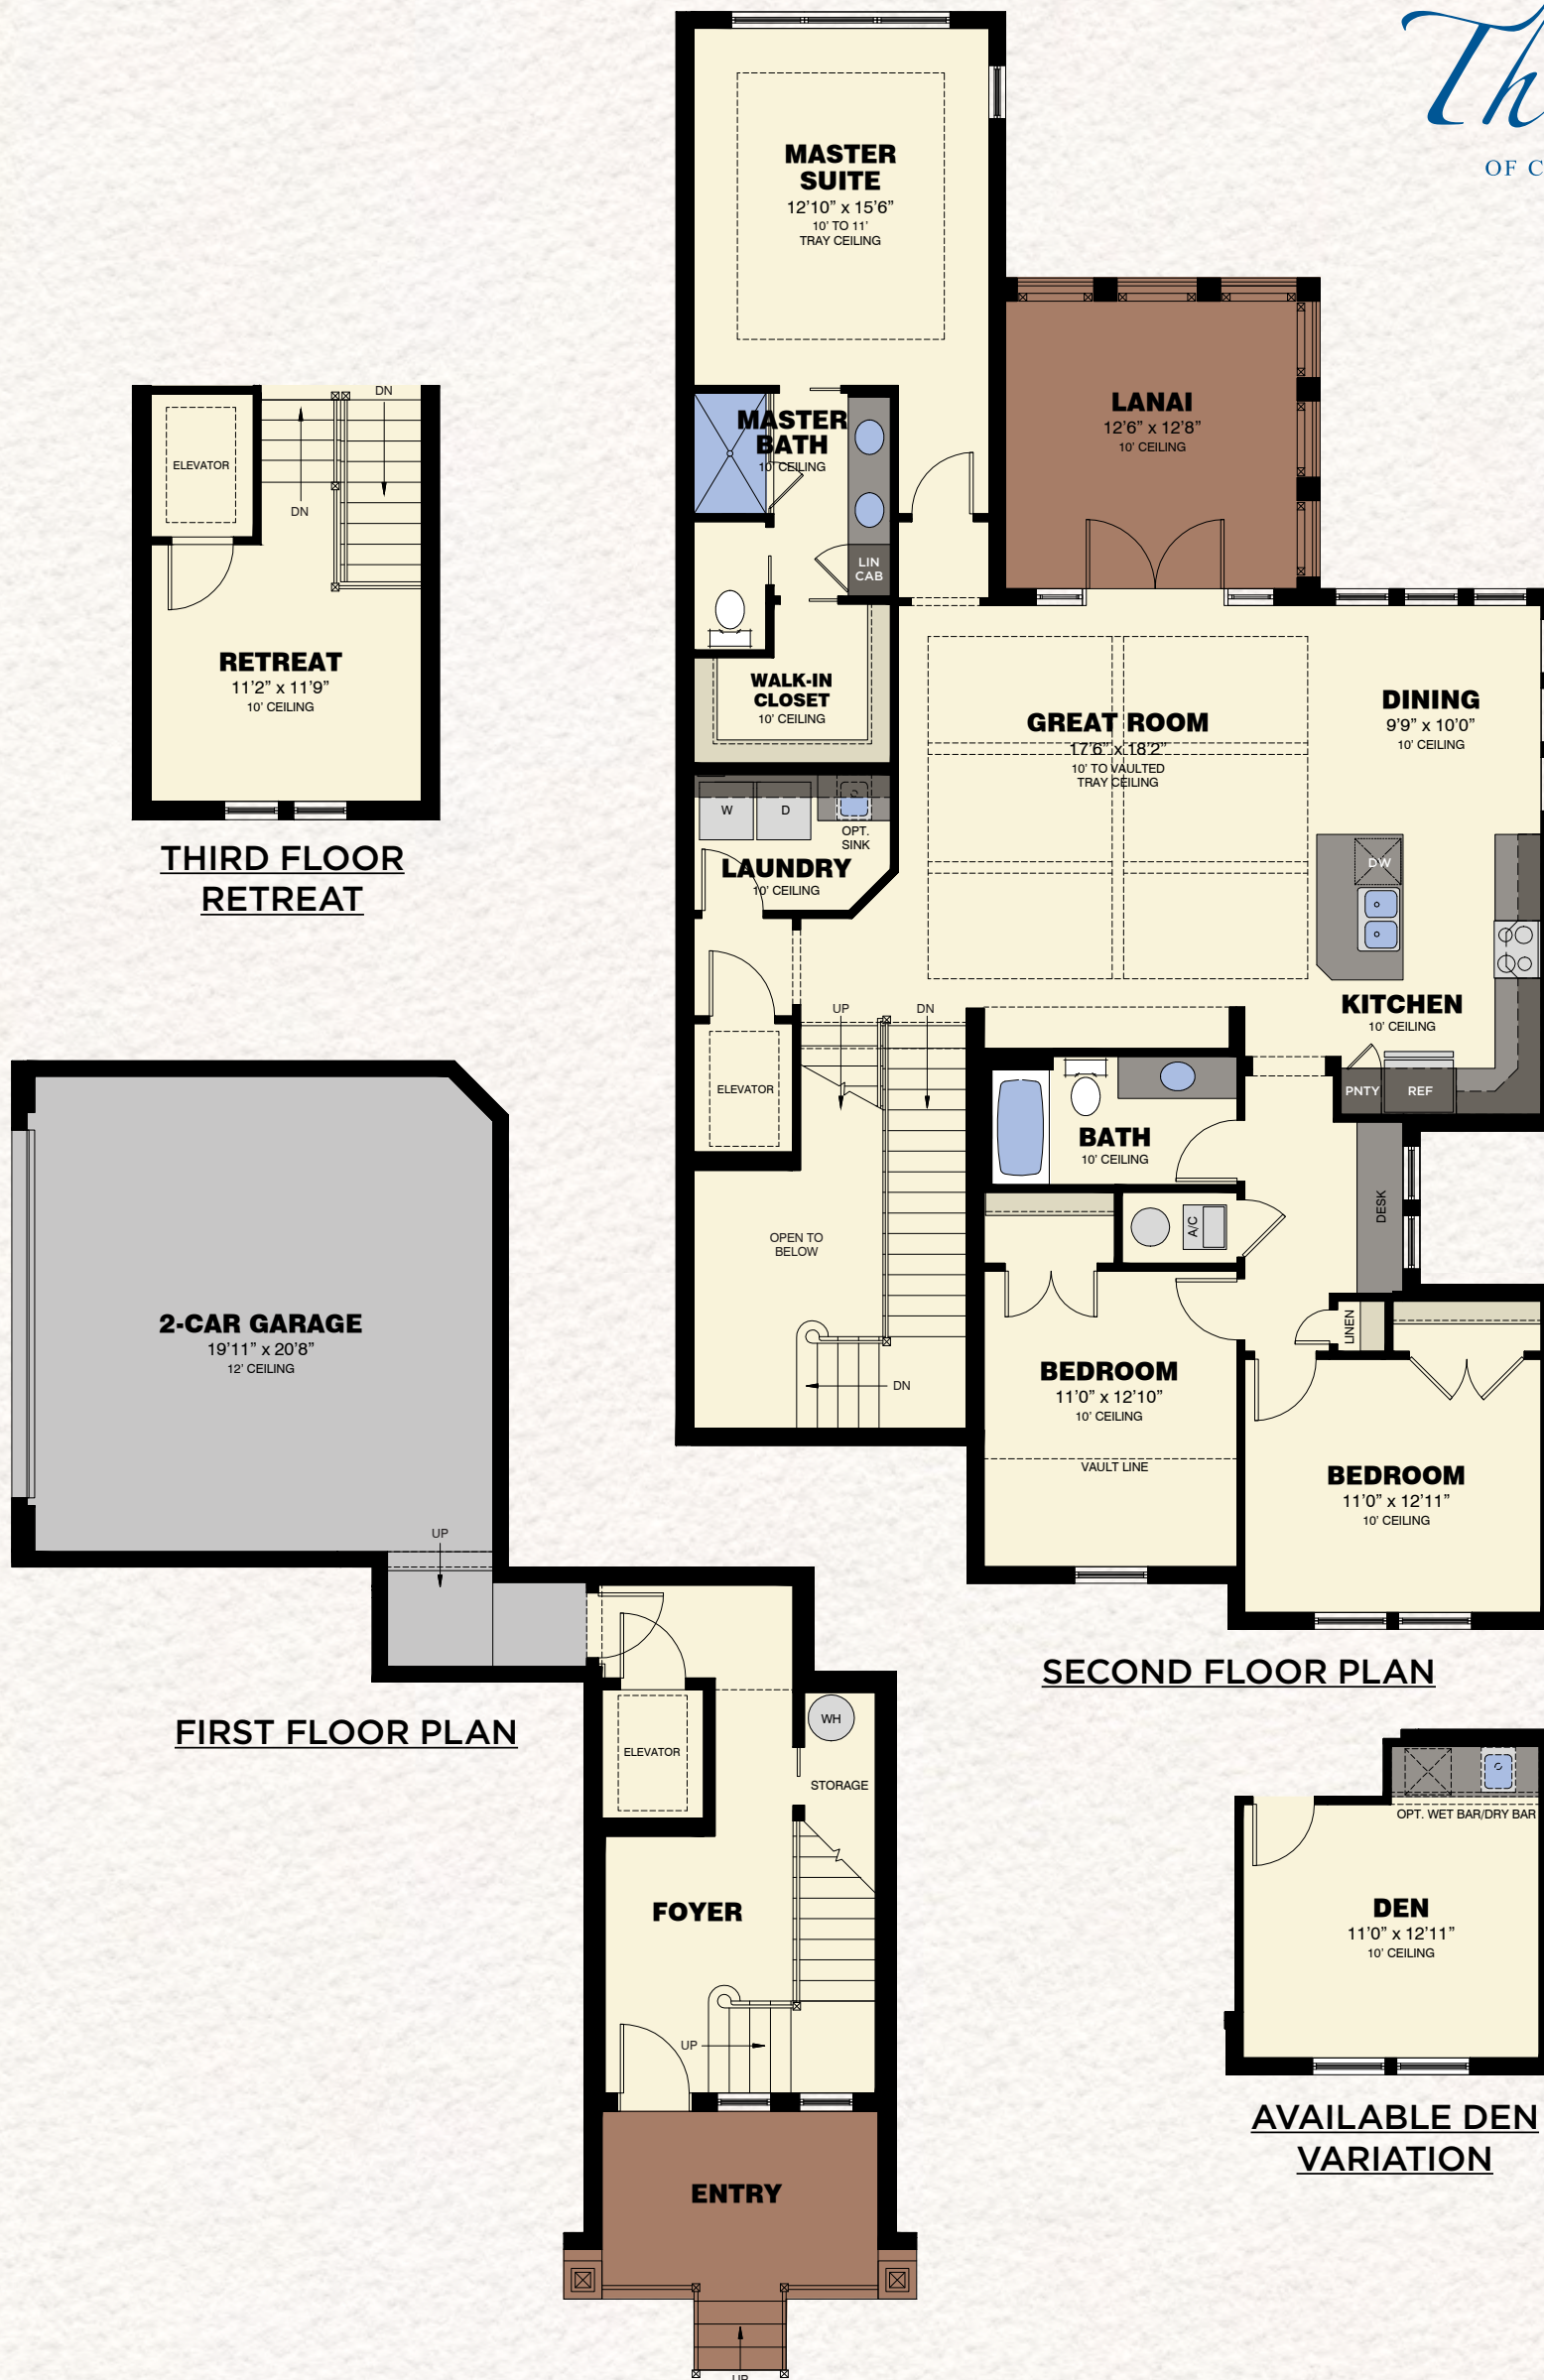 Th
OF C
MASTER
SUITE
12'10" x 15'6"
10' TO 11'
TRAY CEILING
LANAI
12'6" x 12'8"
10' CEILING
MASTER
BATH
10' CEILING
LIN
CAB
WALK-IN
CLOSET
10' CEILING
GREAT ROOM
17'6" x 18'2"
10' TO VAULTED
TRAY CEILING
DINING
9'9" x 10'0"
10' CEILING
W
D
OPT.
SINK
LAUNDRY
10' CEILING
DW
KITCHEN
10' CEILING
PNTY
REF
UP
DN
ELEVATOR
BATH
10' CEILING
A/C
DESK
OPEN TO
BELOW
LINEN
DN
BEDROOM
11'0" x 12'10"
10' CEILING
VAULT LINE
BEDROOM
11'0" x 12'11"
10' CEILING
SECOND FLOOR PLAN
DN
ELEVATOR
DN
RETREAT
11'2" x 11'9"
10' CEILING
THIRD FLOOR
RETREAT
2-CAR GARAGE
19'11" x 20'8"
12' CEILING
UP
FIRST FLOOR PLAN
ELEVATOR
WH
STORAGE
FOYER
UP
ENTRY
UP
OPT. WET BAR/DRY BAR
DEN
11'0" x 12'11"
10' CEILING
AVAILABLE DEN
VARIATION